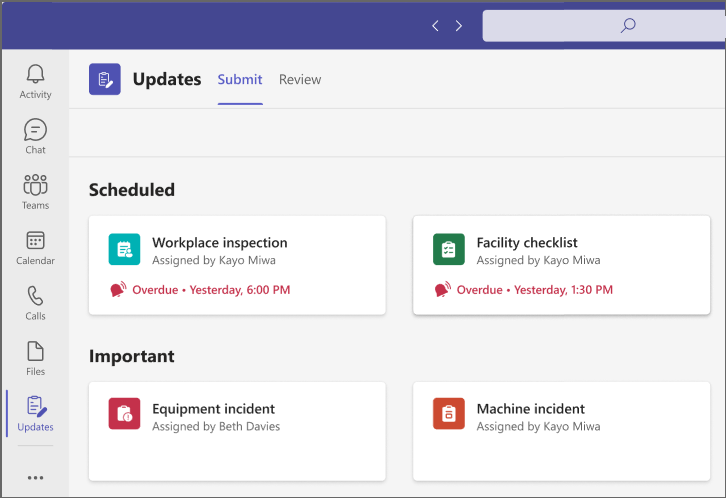 Updates
Submit
Review
Activity
Chat
Teams
Calendar
Calls
Files
Updates
Scheduled
Workplace inspection
Assigned by Kayo Miwa
Overdue • Yesterday, 6:00 PM
Facility checklist
Assigned by Kayo Miwa
Overdue • Yesterday, 1:30 PM
Important
Equipment incident
Assigned by Beth Davies
Machine incident
Assigned by Kayo Miwa